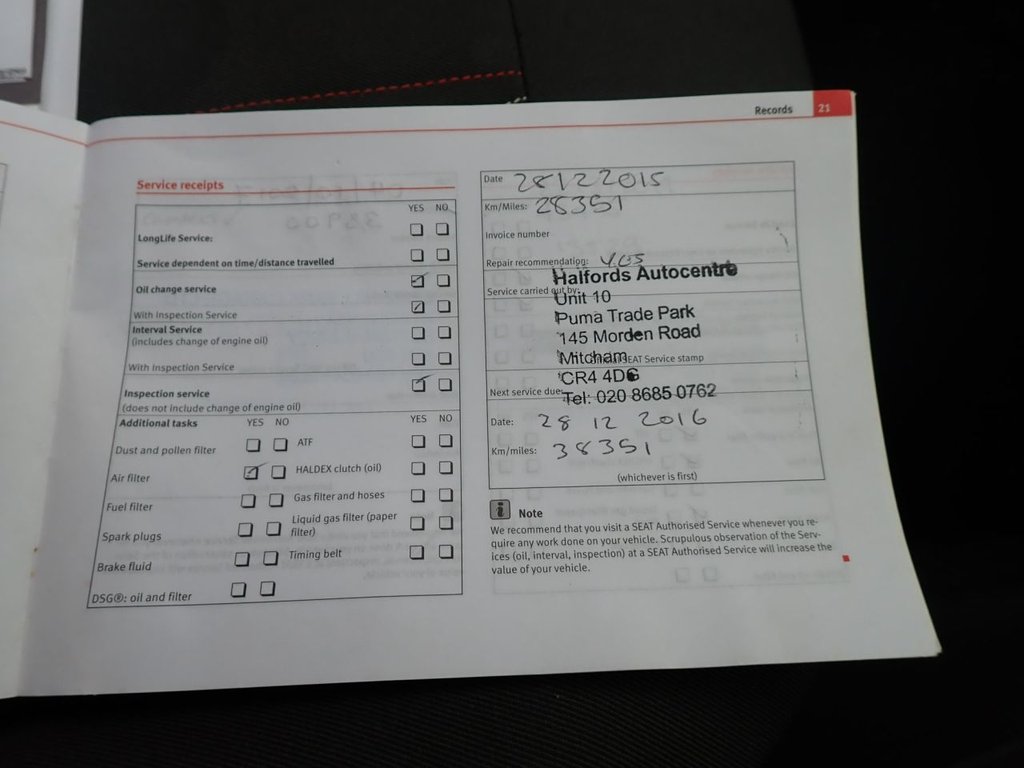 Records 21
Service receipts
YES NO
LongLife Service:
Service dependent on time/distance travelled
Oil change service
With Inspection Service
Interval Service
(includes change of engine oil)
With Inspection Service
Inspection service
(does not include change of engine oil)
Additional tasks YES NO YES NO
Dust and pollen filter ATF
Air filter HALDEX clutch (oil)
Fuel filter Gas filter and hoses
Spark plugs Liquid gas filter (paper
filter)
Brake fluid Timing belt
DSG®: oil and filter
Date 28122015
Km/Miles: 28351
Invoice number
Repair recommendation: YES
Service carried out by:
Halfords Autocentre
Unit 10
Puma Trade Park
145 Morden Road
Mitcham
SEAT Service stamp
CR4 4DG
Next service due:
Tel: 020 8685 0762
Date: 28 12 2016
Km/miles: 38351
(whichever is first)
i Note
We recommend that you visit a SEAT Authorised Service whenever you re-
quire any work done on your vehicle. Scrupulous observation of the Serv-
ices (oil, interval, inspection) at a SEAT Authorised Service will increase the
value of your vehicle.